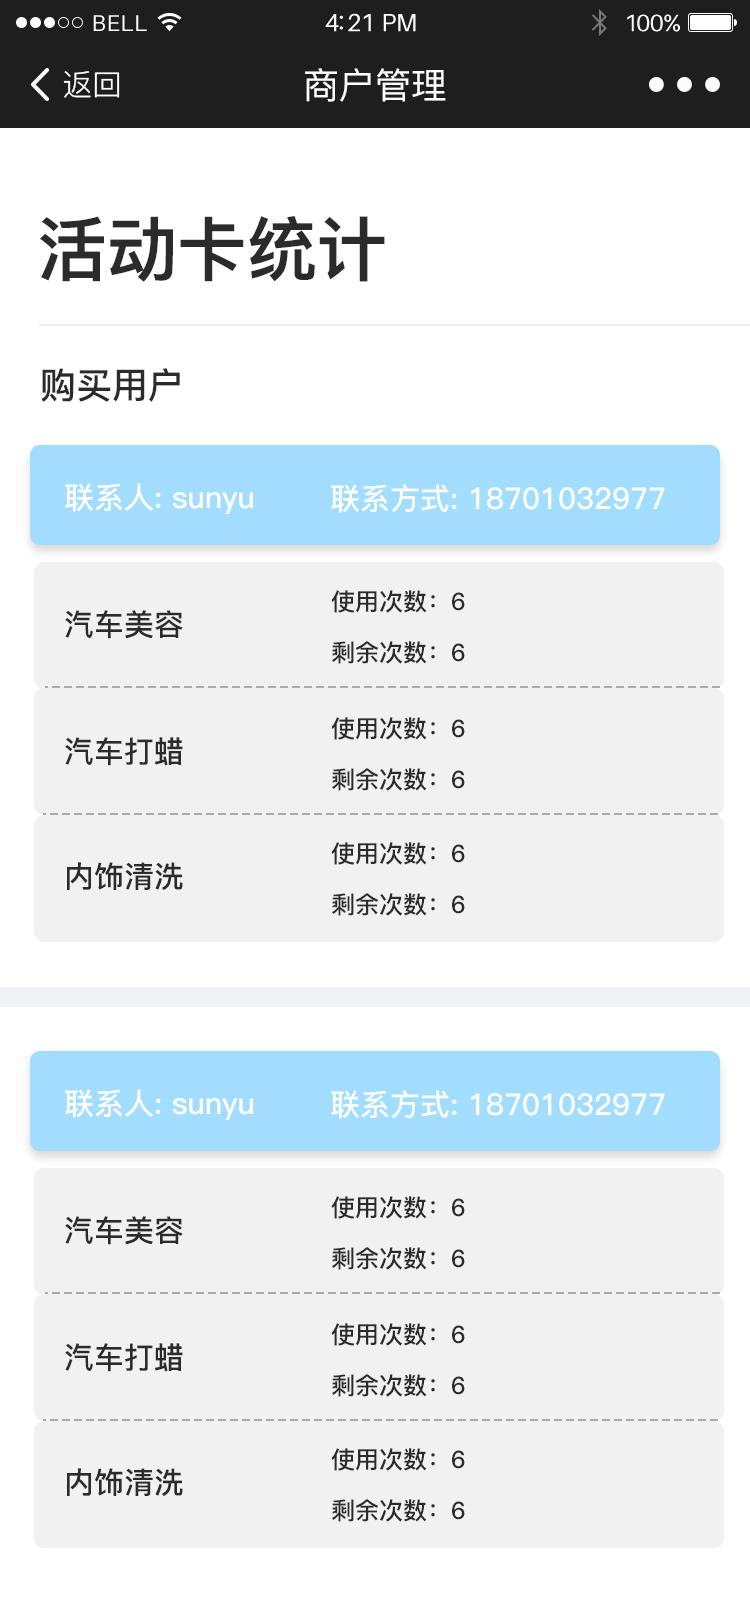 BELL 4:21 PM 100%
返回 商户管理
活动卡统计
购买用户
联系人: sunyu 联系方式: 18701032977
汽车美容
使用次数：6
剩余次数：6
汽车打蜡
使用次数：6
剩余次数：6
内饰清洗
使用次数：6
剩余次数：6
联系人: sunyu 联系方式: 18701032977
汽车美容
使用次数：6
剩余次数：6
汽车打蜡
使用次数：6
剩余次数：6
内饰清洗
使用次数：6
剩余次数：6